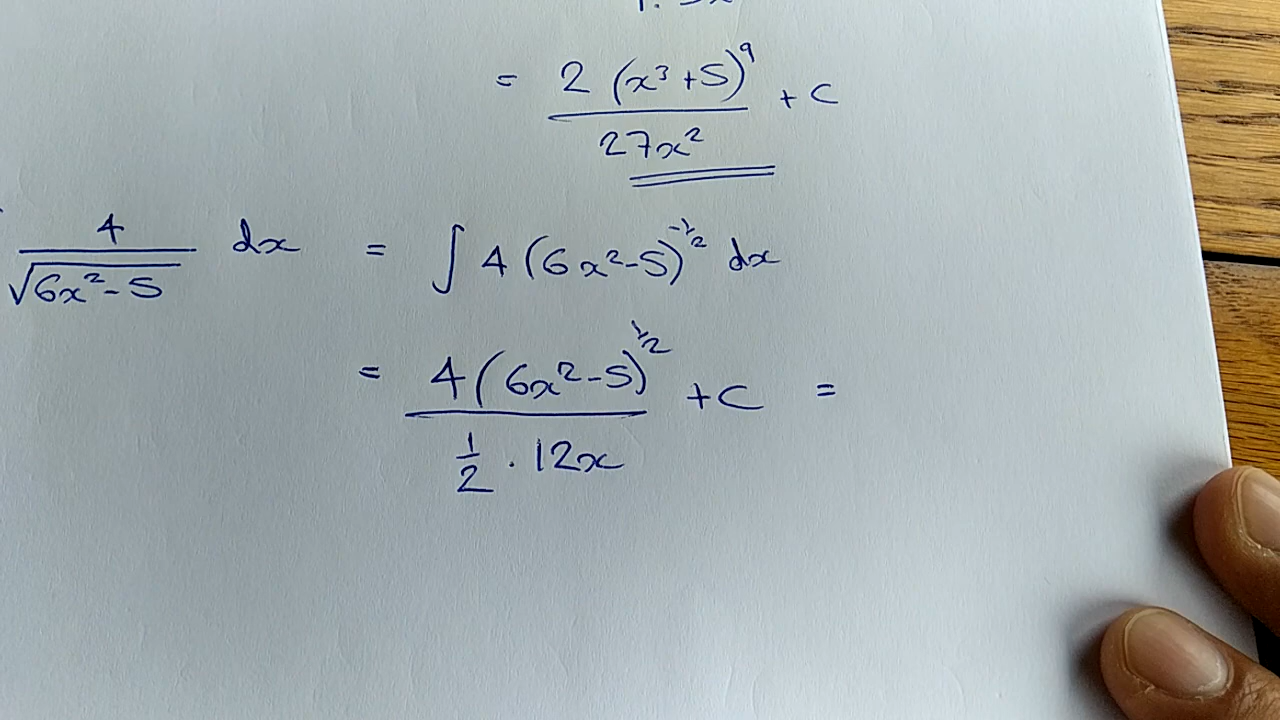 = 2 (x³ + 5)⁹ / 27x² + C
4 / √(6x² - 5) dx = ∫ 4 (6x² - 5)^(-1/2) dx
= 4 (6x² - 5)^(1/2) / (1/2 · 12x) + C =